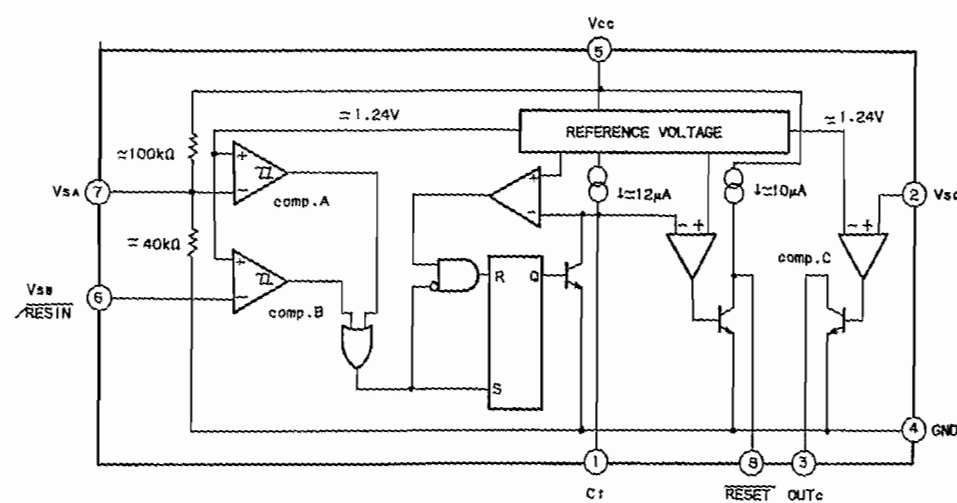 Vcc
5
≃1.24V
REFERENCE VOLTAGE
≃1.24V
≃100kΩ
+
−
comp.A
+
−
↓≃12μA
↓≃10μA
VSA
7
2
≃40kΩ
− +
− +
comp.C
VSB
/RESIN
6
+
−
comp.B
R
Q
S
4
GND
1
8
3
CT
RESET
OUTc